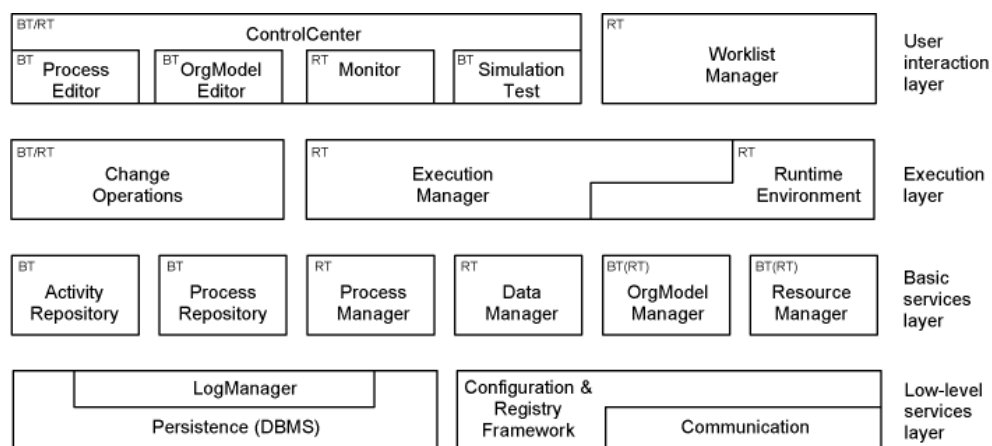 BT/RT
ControlCenter
BT
Process
Editor
BT
OrgModel
Editor
RT
Monitor
BT
Simulation
Test
RT
Worklist
Manager
User
interaction
layer
BT/RT
Change
Operations
RT
Execution
Manager
RT
Runtime
Environment
Execution
layer
BT
Activity
Repository
BT
Process
Repository
RT
Process
Manager
RT
Data
Manager
BT(RT)
OrgModel
Manager
BT(RT)
Resource
Manager
Basic
services
layer
LogManager
Persistence (DBMS)
Configuration &
Registry
Framework
Communication
Low-level
services
layer